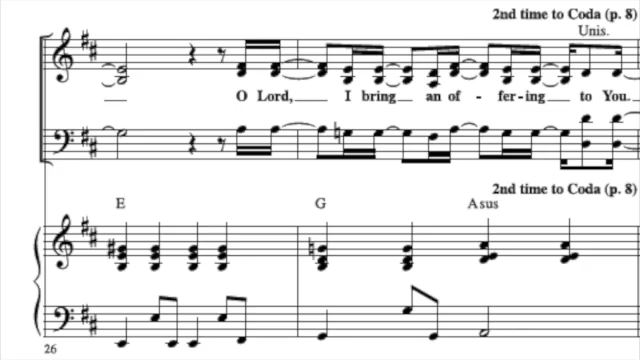 2nd time to Coda (p. 8)
Unis.
O Lord, I bring an of - fer-ing to You.
2nd time to Coda (p. 8)
E G Asus
26